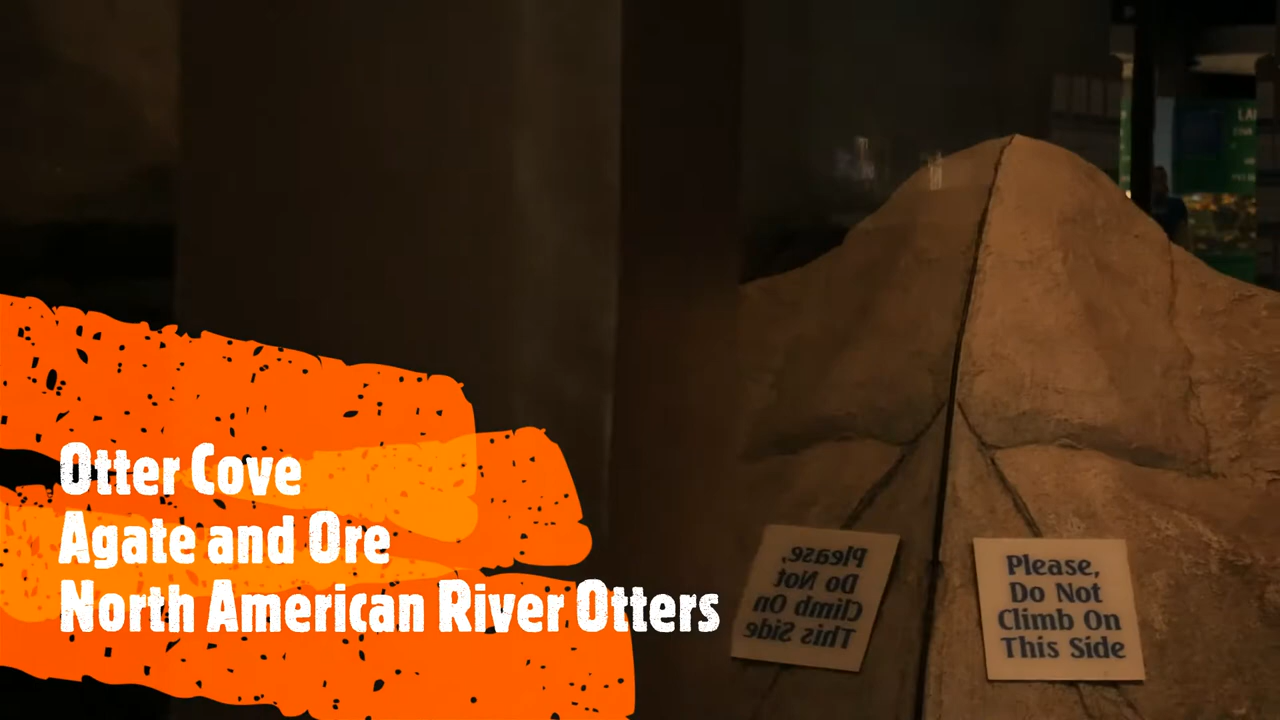 Otter Cove
Agate and Ore
North American River Otters
Please,
Do Not
Climb On
This Side
Please,
Do Not
Climb On
This Side